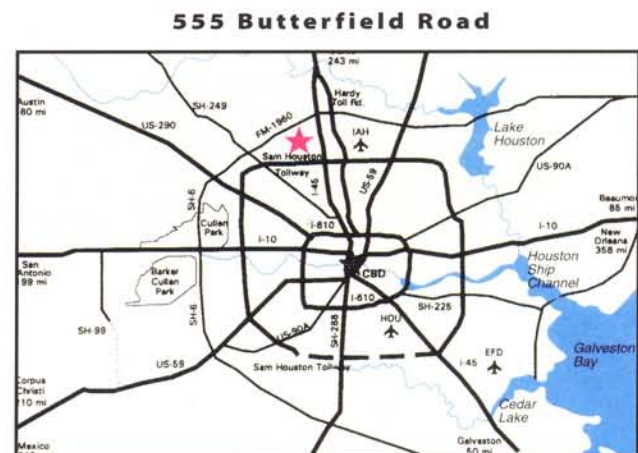 555 Butterfield Road
243 mi
Hardy
Toll Rd.
Austin
80 mi
SH-249
US-290
FM-1960
IAH
Lake
Houston
Sam Houston
Tollway
I-45
US-59
US-90A
SH-6
Beaumo
85 mi
Cullen
Park
I-610
I-10
I-10
New
Orleans
358 mi
San
Antonio
99 mi
Barker
Cullen
Park
CBD
Houston
Ship
Channel
I-610
SH-225
SH-99
SH-6
US-90A
SH-288
HOU
US-59
Sam Houston Tollway
I-45
EFD
Galveston
Bay
Corpus
Christi
210 mi
Cedar
Lake
Mexico
Galveston
50 mi